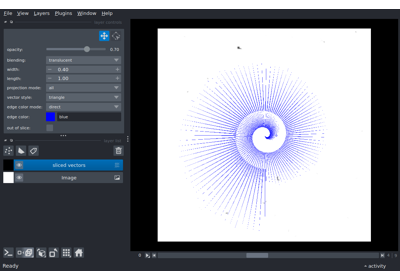 File View Layers Plugins Window Help
layer controls
opacity: 0.70
blending: translucent
width: 0.40
length: 1.00
projection mode: all
vector style: triangle
edge color mode: direct
edge color: blue
out of slice:
layer list
sliced vectors
Image
0
Ready
activity